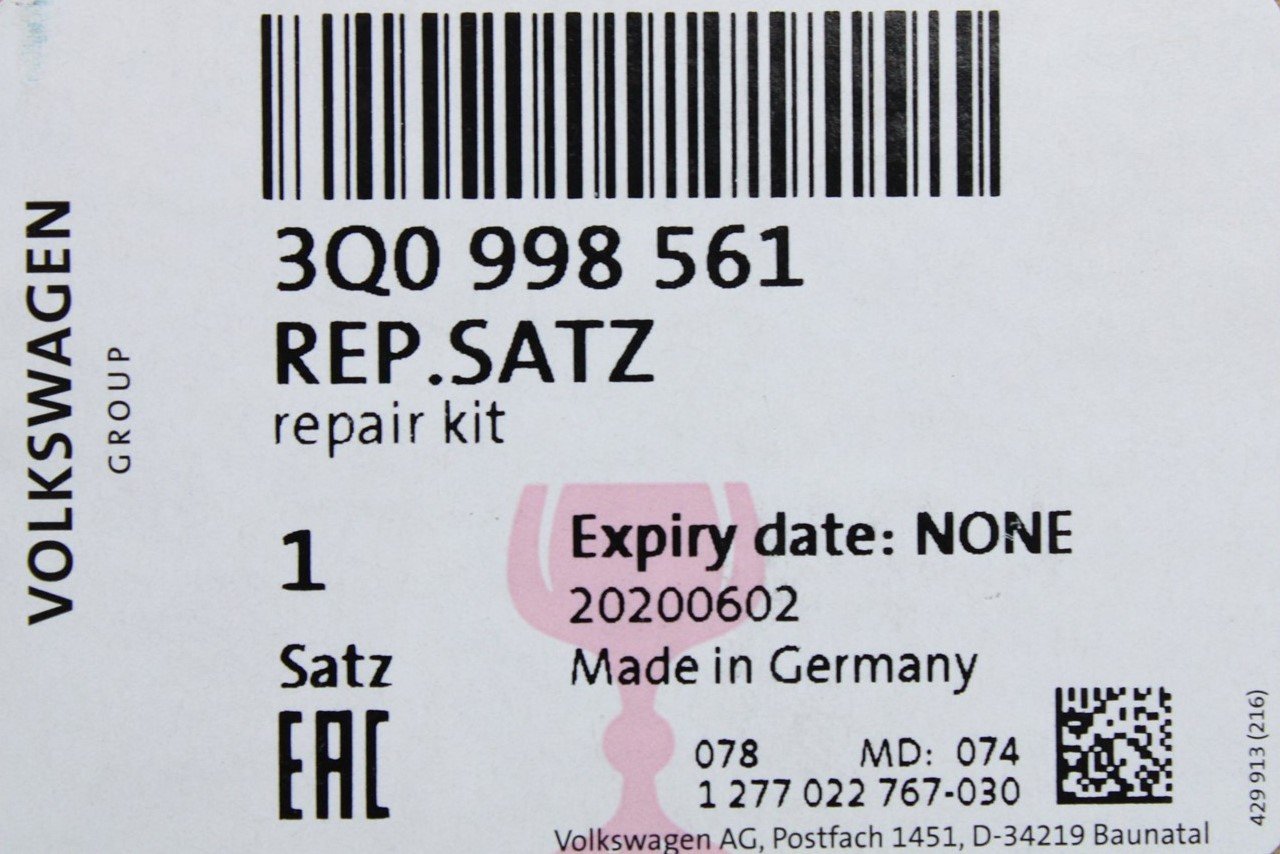 VOLKSWAGEN
GROUP
3Q0 998 561
REP.SATZ
repair kit
1
Satz
EAC
Expiry date: NONE
20200602
Made in Germany
078 MD: 074
1 277 022 767-030
Volkswagen AG, Postfach 1451, D-34219 Baunatal
429 913 (216)